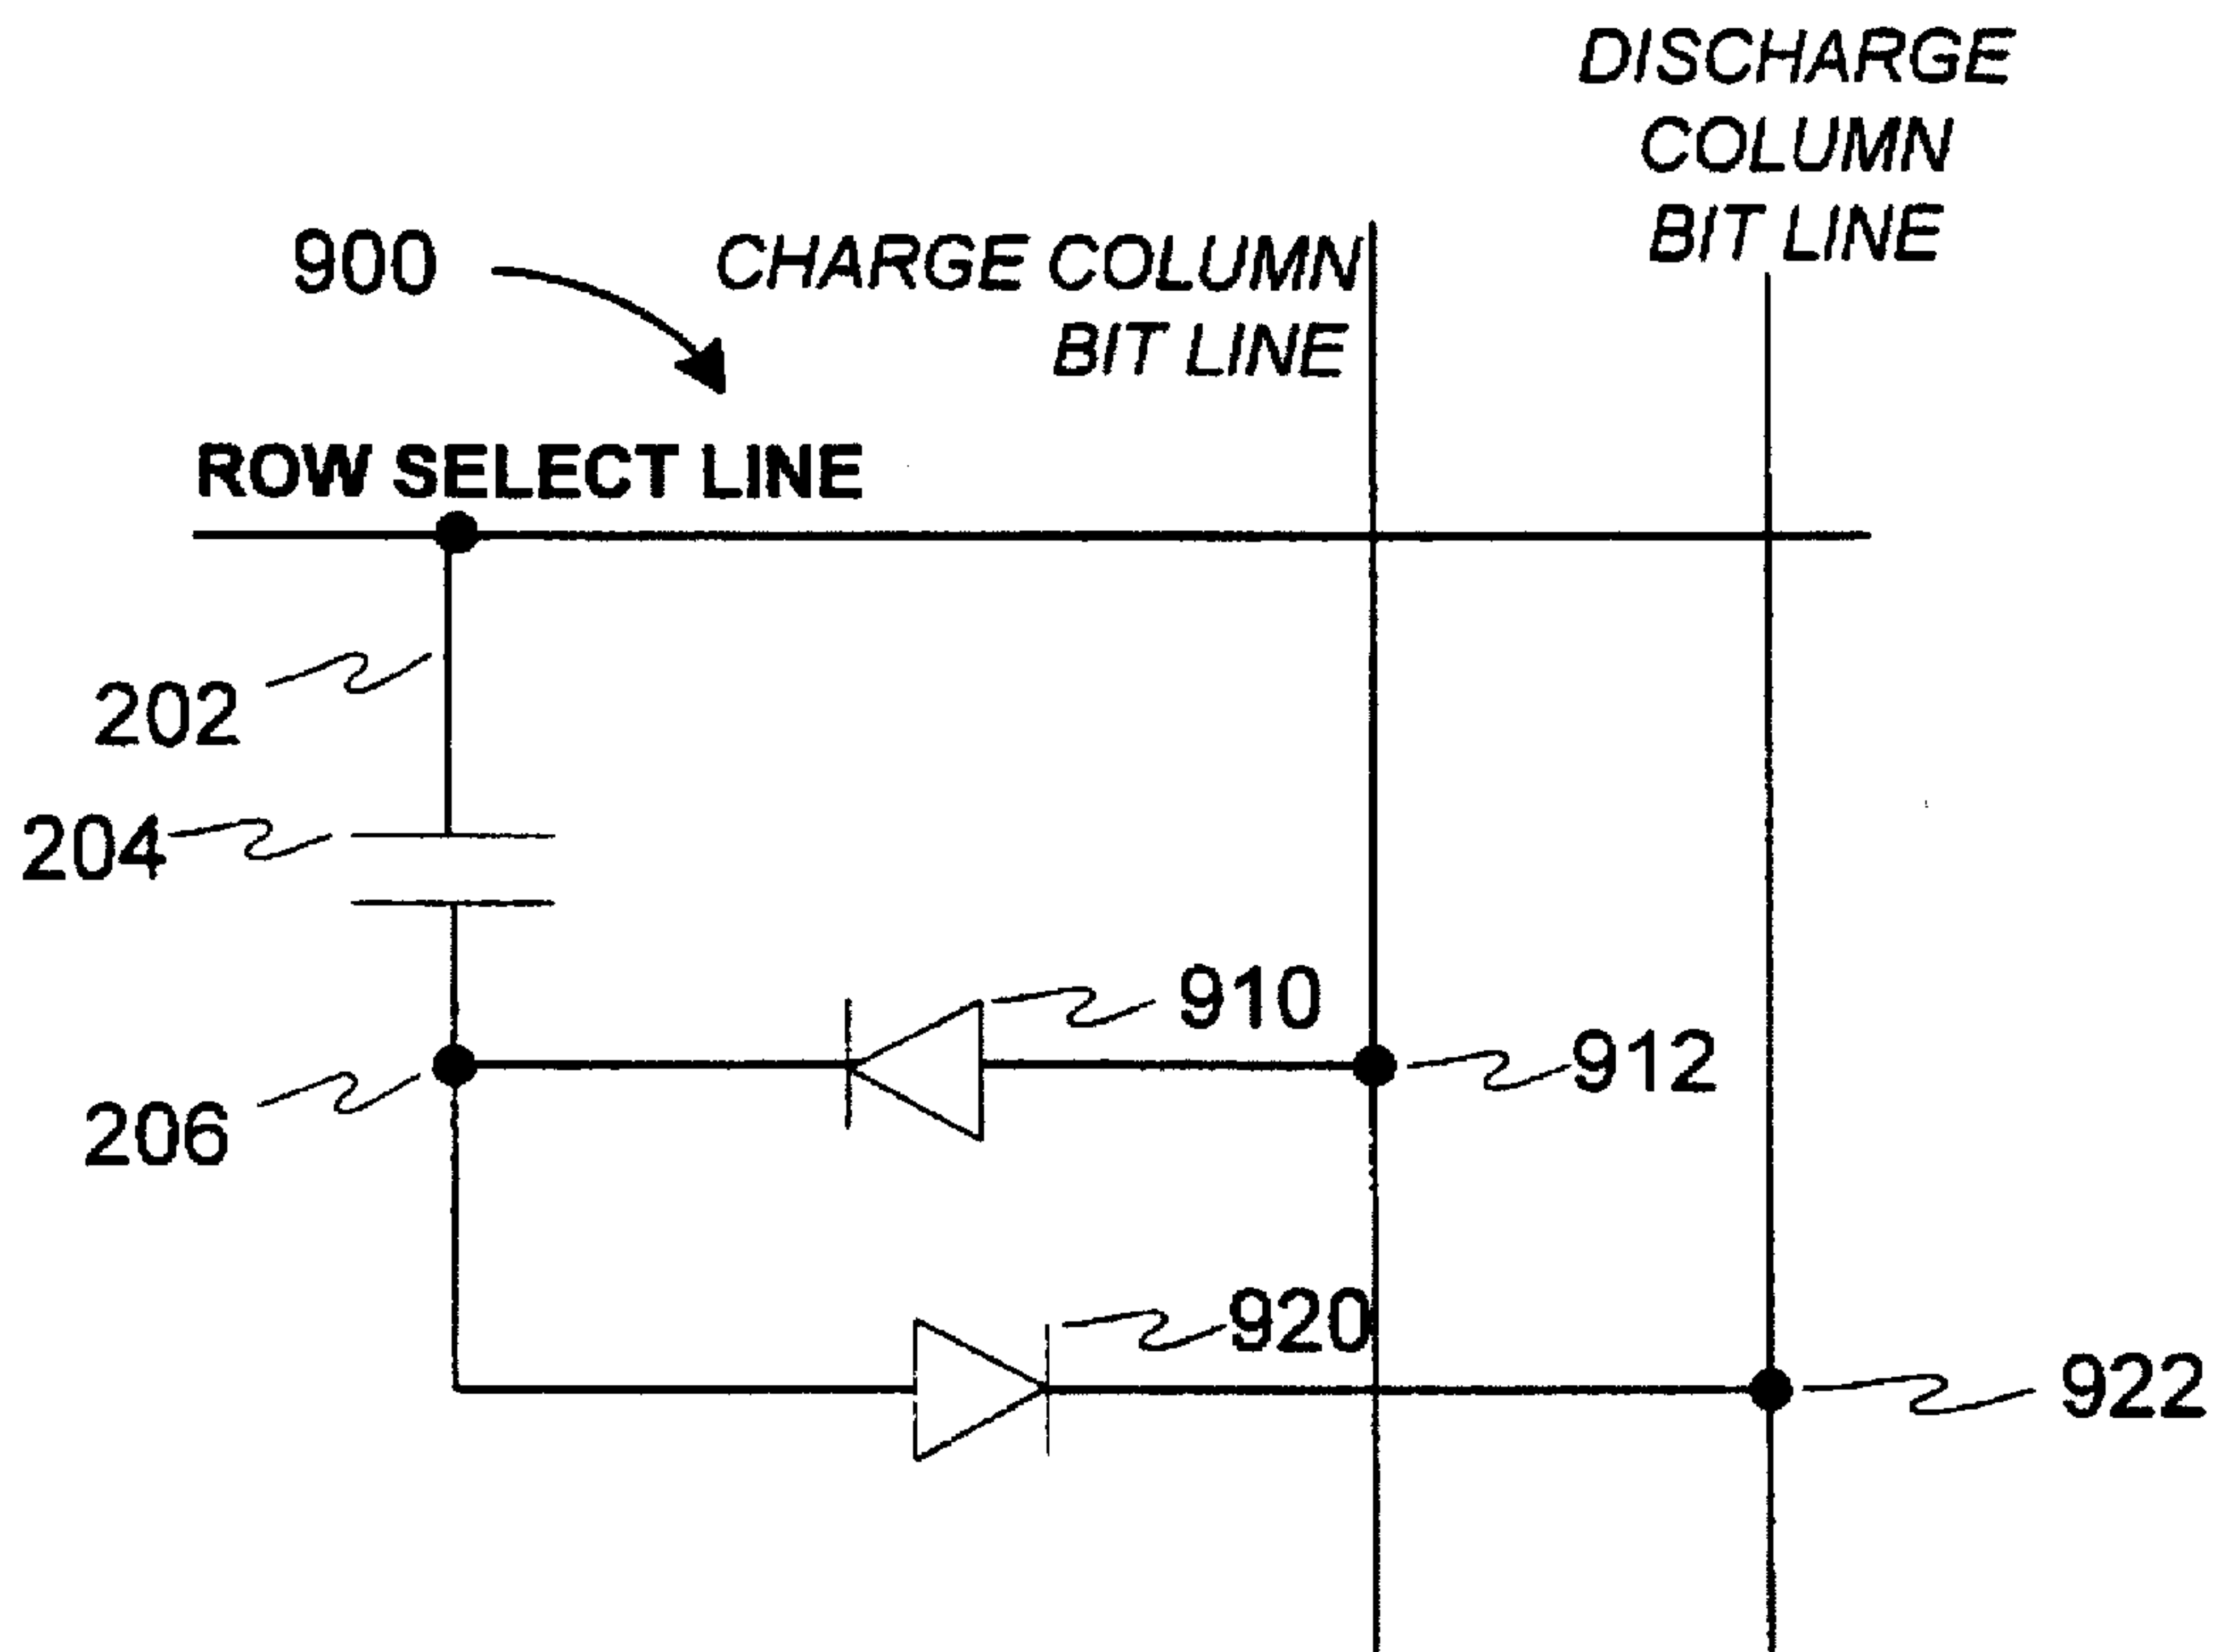 DISCHARGE
COLUMN
BIT LINE
900
CHARGE COLUMN
BIT LINE
ROW SELECT LINE
202
204
910
912
206
920
922